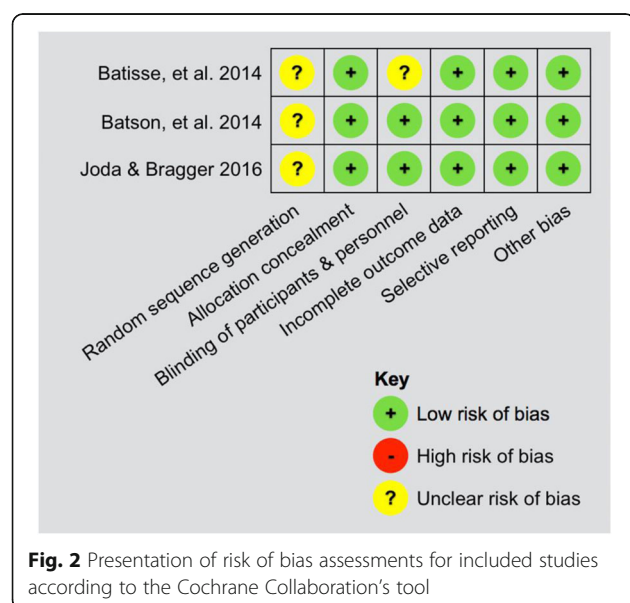 Batisse, et al. 2014 ? + ? + + +
Batson, et al. 2014 ? + + + + +
Joda & Bragger 2016 ? + + + + +
Random sequence generation
Allocation concealment
Blinding of participants & personnel
Incomplete outcome data
Selective reporting
Other bias
Key
+ Low risk of bias
- High risk of bias
? Unclear risk of bias
Fig. 2 Presentation of risk of bias assessments for included studies
according to the Cochrane Collaboration's tool